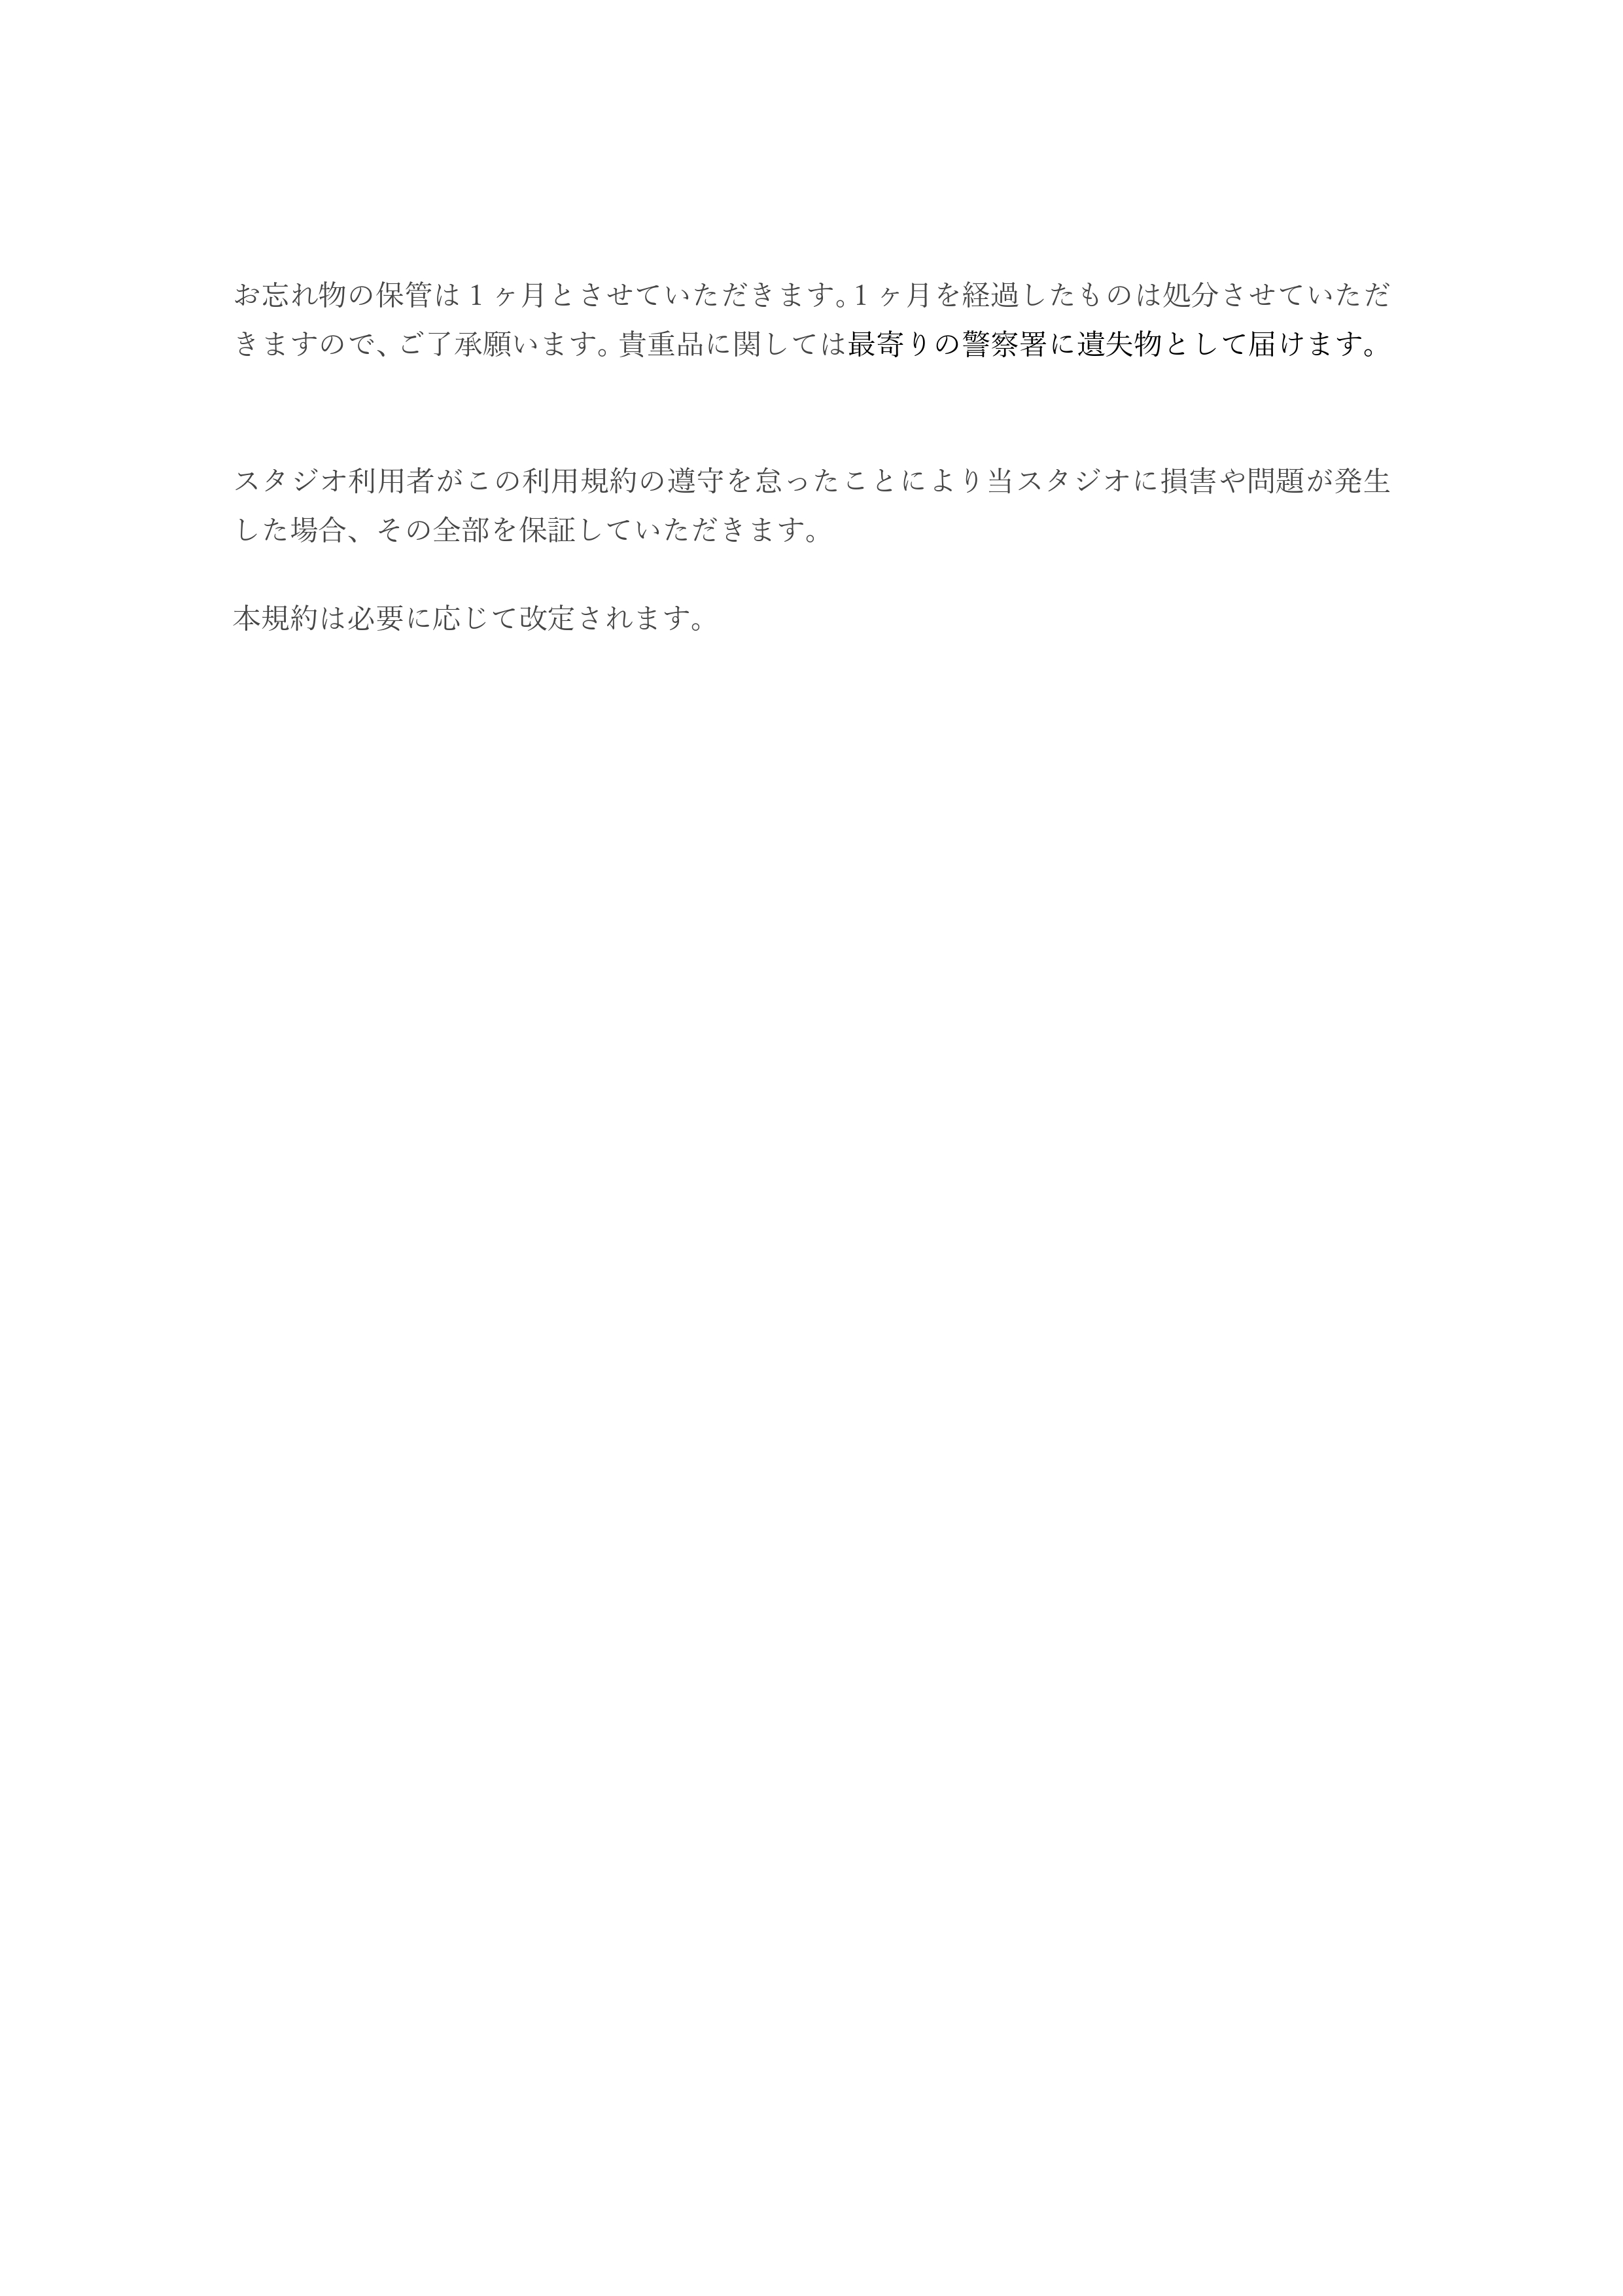 お忘れ物の保管は 1 ヶ月とさせていただきます。1 ヶ月を経過したものは処分させていただ
きますので、ご了承願います。貴重品に関しては最寄りの警察署に遺失物として届けます。
スタジオ利用者がこの利用規約の遵守を怠ったことにより当スタジオに損害や問題が発生
した場合、その全部を保証していただきます。
本規約は必要に応じて改定されます。